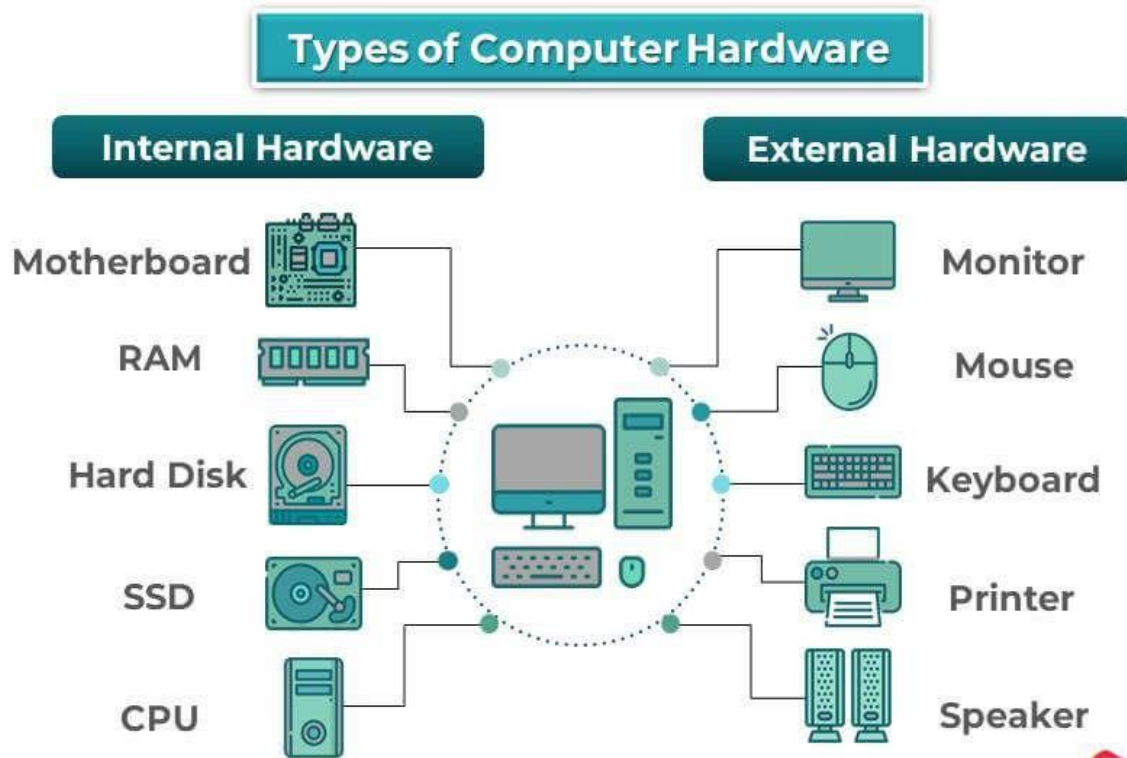 Types of Computer Hardware
Internal Hardware
External Hardware
Motherboard
RAM
Hard Disk
SSD
CPU
Monitor
Mouse
Keyboard
Printer
Speaker